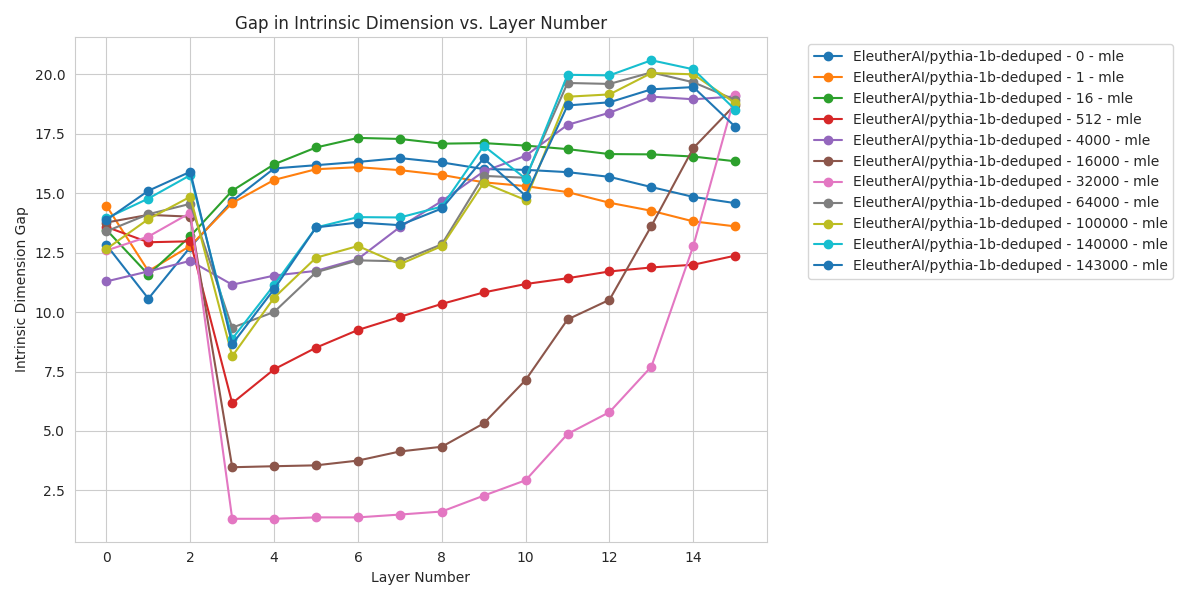 Gap in Intrinsic Dimension vs. Layer Number
Intrinsic Dimension Gap
20.0
17.5
15.0
12.5
10.0
7.5
5.0
2.5
0 2 4 6 8 10 12 14
Layer Number
EleutherAI/pythia-1b-deduped - 0 - mle
EleutherAI/pythia-1b-deduped - 1 - mle
EleutherAI/pythia-1b-deduped - 16 - mle
EleutherAI/pythia-1b-deduped - 512 - mle
EleutherAI/pythia-1b-deduped - 4000 - mle
EleutherAI/pythia-1b-deduped - 16000 - mle
EleutherAI/pythia-1b-deduped - 32000 - mle
EleutherAI/pythia-1b-deduped - 64000 - mle
EleutherAI/pythia-1b-deduped - 100000 - mle
EleutherAI/pythia-1b-deduped - 140000 - mle
EleutherAI/pythia-1b-deduped - 143000 - mle